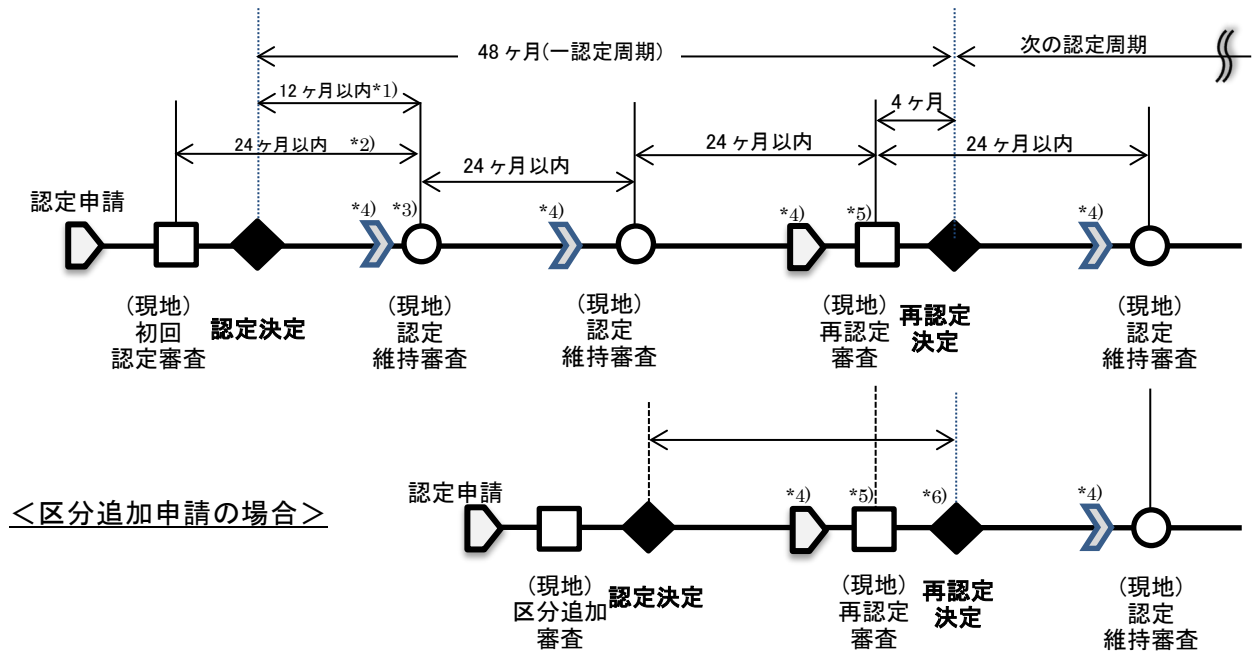 48ヶ月(一認定周期)
次の認定周期
12ヶ月以内*1)
4ヶ月
24ヶ月以内 *2)
24ヶ月以内
24ヶ月以内
24ヶ月以内
認定申請
*4)
*3)
*4)
*4)
*5)
*4)
(現地)
初回
認定審査
認定決定
(現地)
認定
維持審査
(現地)
認定
維持審査
(現地)
再認定
審査
再認定
決定
(現地)
認定
維持審査
<区分追加申請の場合>
認定申請
*4)
*5)
*6)
*4)
(現地)
区分追加
審査
認定決定
(現地)
再認定
審査
再認定
決定
(現地)
認定
維持審査